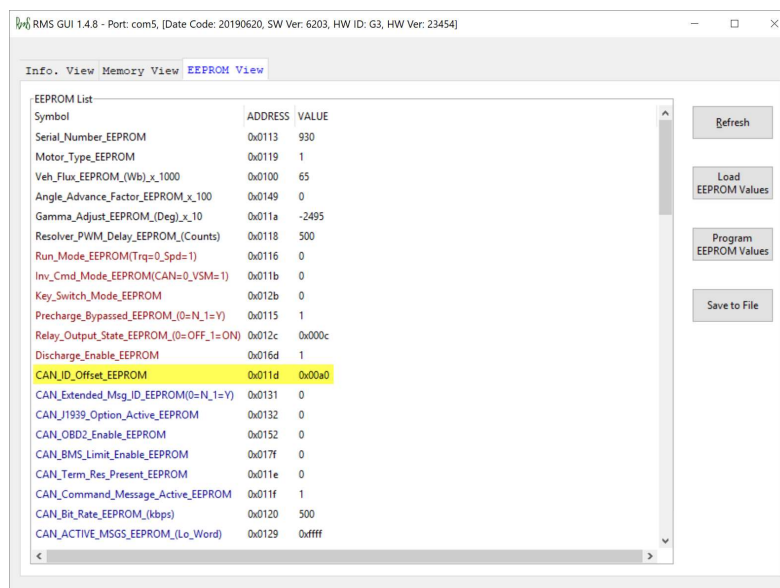 RMS RMS GUI 1.4.8 - Port: com5, [Date Code: 20190620, SW Ver: 6203, HW ID: G3, HW Ver: 23454]
Info. View Memory View EEPROM View
EEPROM List
Symbol ADDRESS VALUE
Serial_Number_EEPROM 0x0113 930
Motor_Type_EEPROM 0x0119 1
Veh_Flux_EEPROM_(Wb)_x_1000 0x0100 65
Angle_Advance_Factor_EEPROM_x_100 0x0149 0
Gamma_Adjust_EEPROM_(Deg)_x_10 0x011a -2495
Resolver_PWM_Delay_EEPROM_(Counts) 0x0118 500
Run_Mode_EEPROM(Trq=0_Spd=1) 0x0116 0
Inv_Cmd_Mode_EEPROM(CAN=0_VSM=1) 0x011b 0
Key_Switch_Mode_EEPROM 0x012b 0
Precharge_Bypassed_EEPROM_(0=N_1=Y) 0x0115 1
Relay_Output_State_EEPROM_(0=OFF_1=ON) 0x012c 0x000c
Discharge_Enable_EEPROM 0x016d 1
CAN_ID_Offset_EEPROM 0x011d 0x00a0
CAN_Extended_Msg_ID_EEPROM(0=N_1=Y) 0x0131 0
CAN_J1939_Option_Active_EEPROM 0x0132 0
CAN_OBD2_Enable_EEPROM 0x0152 0
CAN_BMS_Limit_Enable_EEPROM 0x017f 0
CAN_Term_Res_Present_EEPROM 0x011e 0
CAN_Command_Message_Active_EEPROM 0x011f 1
CAN_Bit_Rate_EEPROM_(kbps) 0x0120 500
CAN_ACTIVE_MSGS_EEPROM_(Lo_Word) 0x0129 0xffff
Refresh
Load
EEPROM Values
Program
EEPROM Values
Save to File